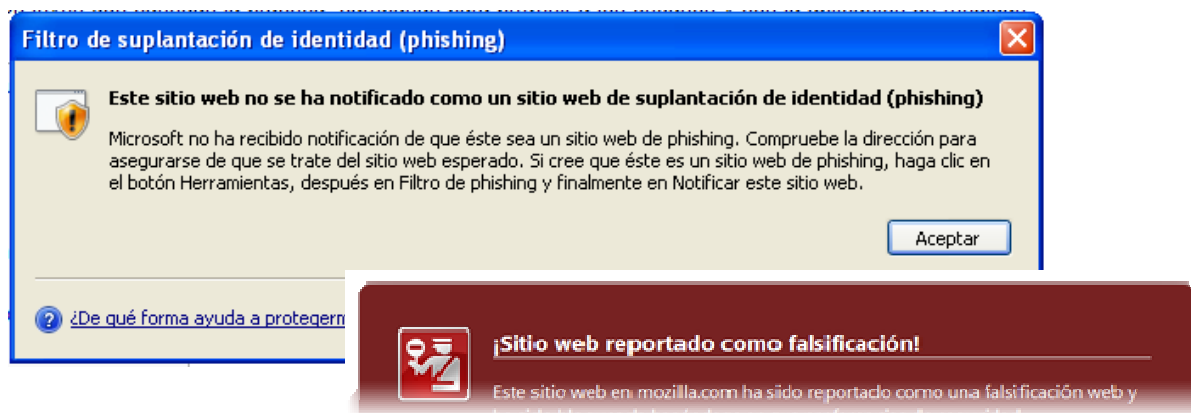 Filtro de suplantación de identidad (phishing)
Este sitio web no se ha notificado como un sitio web de suplantación de identidad (phishing)
Microsoft no ha recibido notificación de que éste sea un sitio web de phishing. Compruebe la dirección para
asegurarse de que se trate del sitio web esperado. Si cree que éste es un sitio web de phishing, haga clic en
el botón Herramientas, después en Filtro de phishing y finalmente en Notificar este sitio web.
Aceptar
¿De qué forma ayuda a
¡Sitio web reportado como falsificación!
Este sitio web en mozilla.com ha sido reportado como una falsificación web y